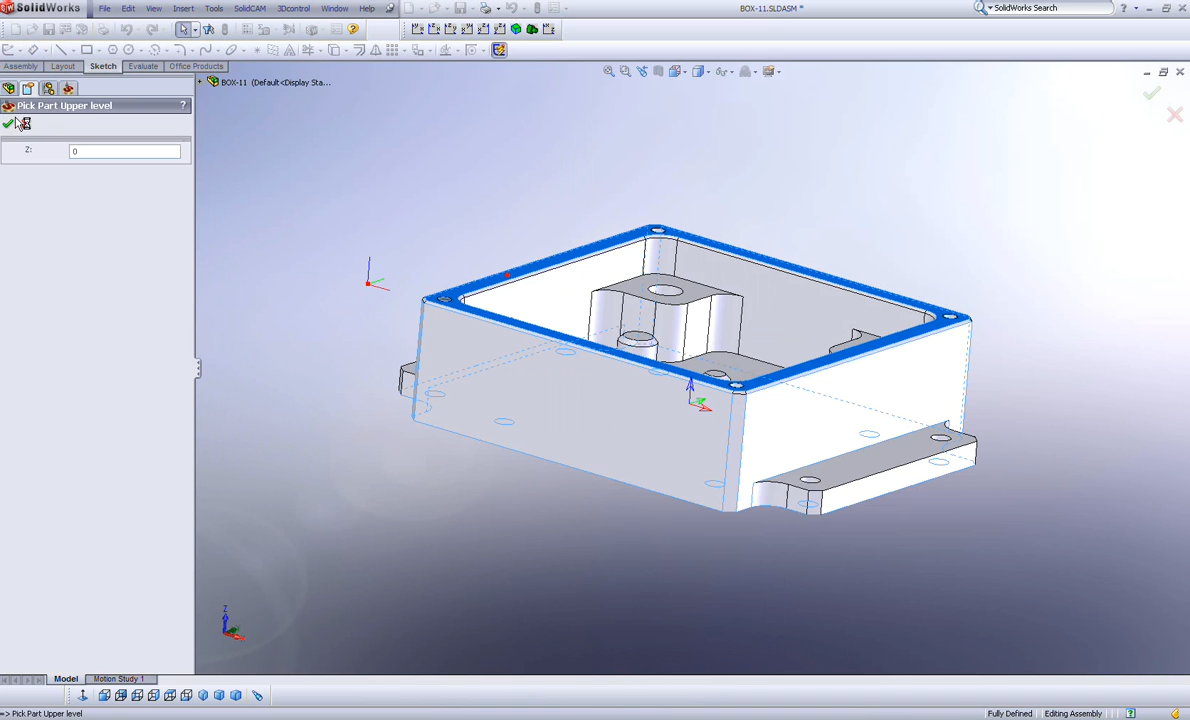 SolidWorks File Edit View Insert Tools SolidCAM 3Dcontrol Window Help BOX-11.SLDASM * SolidWorks Search
Assembly Layout Sketch Evaluate Office Products
BOX-11 (Default<Display Sta...
Pick Part Upper level ?
Z: 0
Z
Model Motion Study 1
=> Pick Part Upper level Fully Defined Editing Assembly